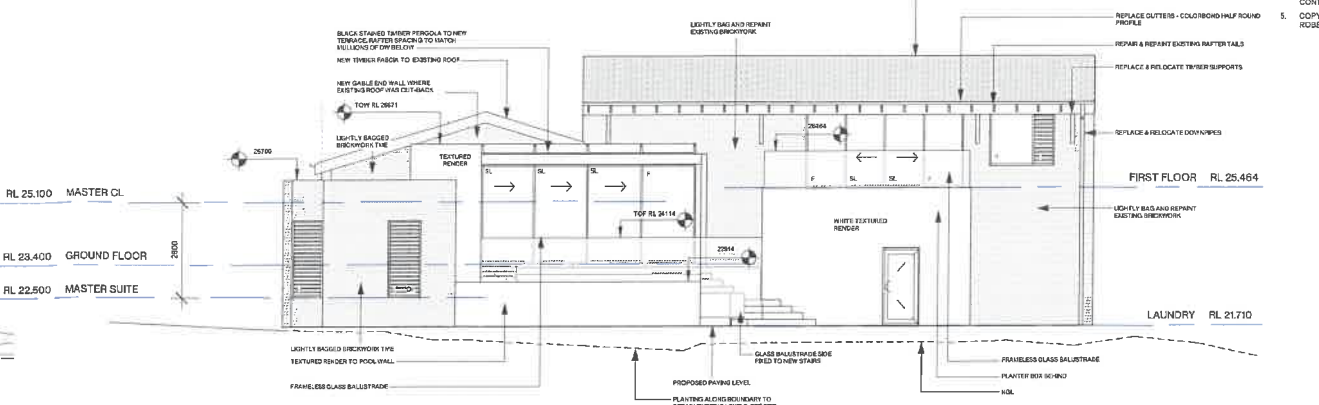 BLACK STAINED TIMBER PERGOLA TO NEW
TERRACE. RAFTER SPACING TO MATCH
MULLIONS OF DW BELOW
NEW TIMBER FASCIA TO EXISTING ROOF
NEW GABLE END WALL WHERE
EXISTING ROOF WAS CUT-BACK
TOW RL 26671
LIGHTLY BAGGED
BRICKWORK TME
25709
RL 25.100 MASTER CL
2600
RL 23.400 GROUND FLOOR
RL 22.500 MASTER SUITE
TEXTURED
RENDER
SL
SL
SL
F
TOF RL 24114
LIGHTLY BAG AND REPAINT
EXISTING BRICKWORK
26464
F
SL
SL
F
WHITE TEXTURED
RENDER
REPLACE GUTTERS - COLORBOND HALF ROUND
PROFILE
REPAIR & REPAINT EXISTING RAFTER TAILS
REPLACE & RELOCATE TIMBER SUPPORTS
REPLACE & RELOCATE DOWNPIPES
FIRST FLOOR RL 25.464
LIGHTLY BAG AND REPAINT
EXISTING BRICKWORK
LAUNDRY RL 21.710
5. COPY
ROBE
LIGHTLY BAGGED BRICKWORK TME
TEXTURED RENDER TO POOL WALL
FRAMELESS GLASS BALUSTRADE
GLASS BALUSTRADE SIDE
FIXED TO NEW STAIRS
PROPOSED PAVING LEVEL
PLANTING ALONG BOUNDARY TO
FRAMELESS GLASS BALUSTRADE
PLANTER BOX BEHIND
NGL